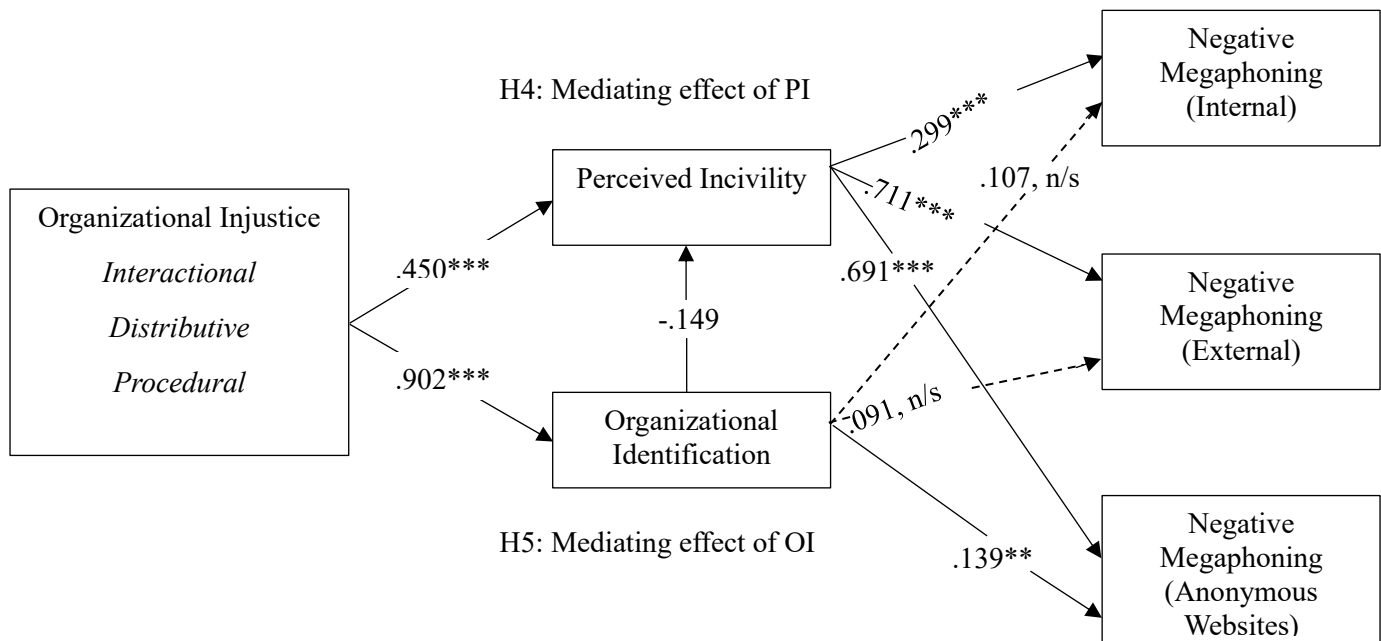 Negative
Megaphoning
(Internal)
H4: Mediating effect of PI
.299***
Perceived Incivility
.107, n/s
.711***
Organizational Injustice
Interactional
Distributive
Procedural
.450***
.691***
-.149
.902***
Negative
Megaphoning
(External)
Organizational
Identification
.091, n/s
H5: Mediating effect of OI
.139**
Negative
Megaphoning
(Anonymous
Websites)